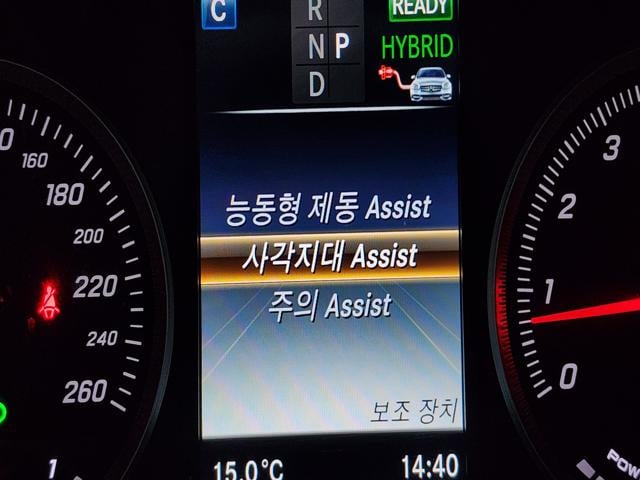 C
R
READY
N P
HYBRID
D
160
180
200
220
240
260
1
능동형 제동 Assist
사각지대 Assist
주의 Assist
보조 장치
15.0°C
14:40
3
2
1
0